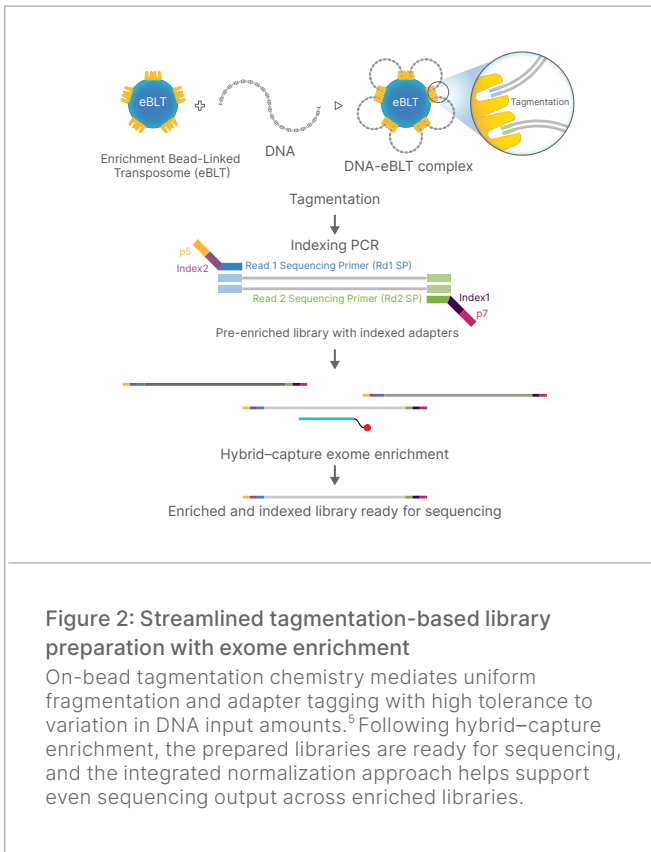 eBLT
eBLT
Tagmentation
Enrichment Bead-Linked
Transposome (eBLT)
DNA
DNA-eBLT complex
Tagmentation
Indexing PCR
p5
Index2
Read 1 Sequencing Primer (Rd1 SP)
Read 2 Sequencing Primer (Rd2 SP)
Index1
p7
Pre-enriched library with indexed adapters
Hybrid–capture exome enrichment
Enriched and indexed library ready for sequencing
Figure 2: Streamlined tagmentation-based library
preparation with exome enrichment
On-bead tagmentation chemistry mediates uniform
fragmentation and adapter tagging with high tolerance to
variation in DNA input amounts.⁵ Following hybrid–capture
enrichment, the prepared libraries are ready for sequencing,
and the integrated normalization approach helps support
even sequencing output across enriched libraries.